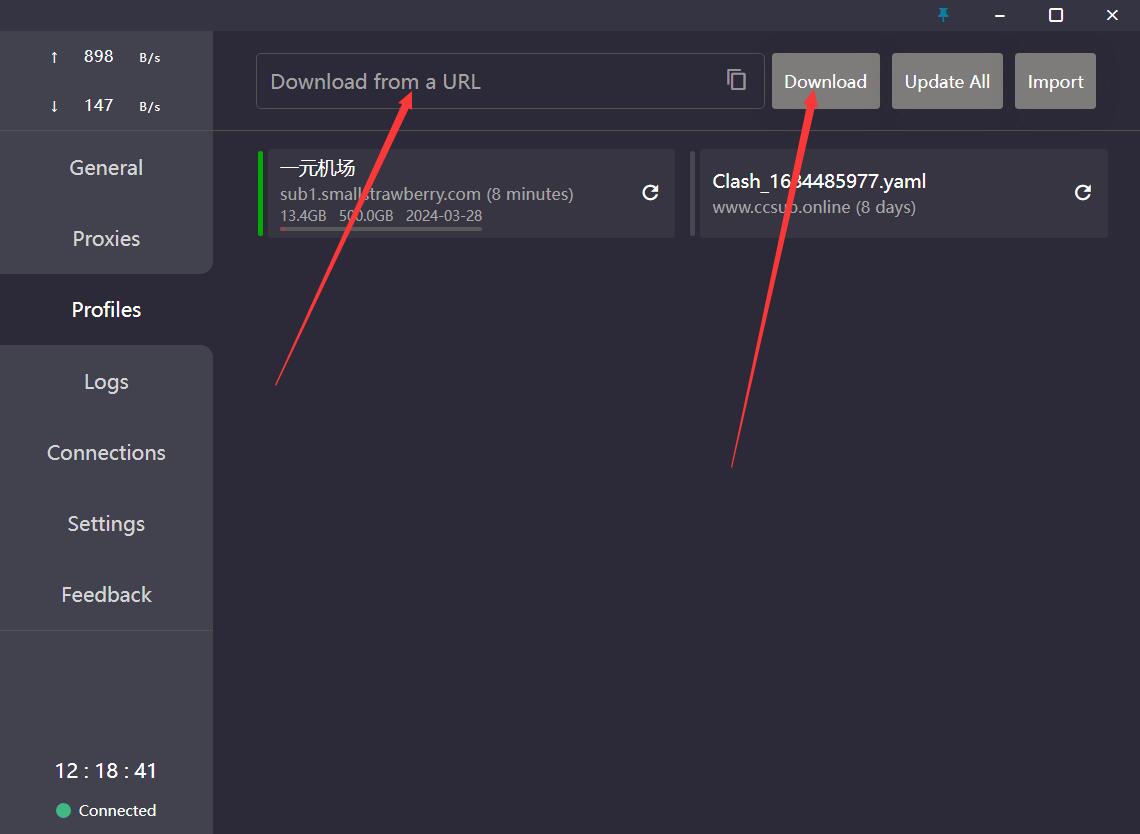 ↑ 898 B/s
↓ 147 B/s
General
Proxies
Profiles
Logs
Connections
Settings
Feedback
12 : 18 : 41
Connected
Download from a URL
Download
Update All
Import
一元机场
sub1.smallstrawberry.com (8 minutes)
13.4GB 500.0GB 2024-03-28
Clash_1684485977.yaml
www.ccsub.online (8 days)